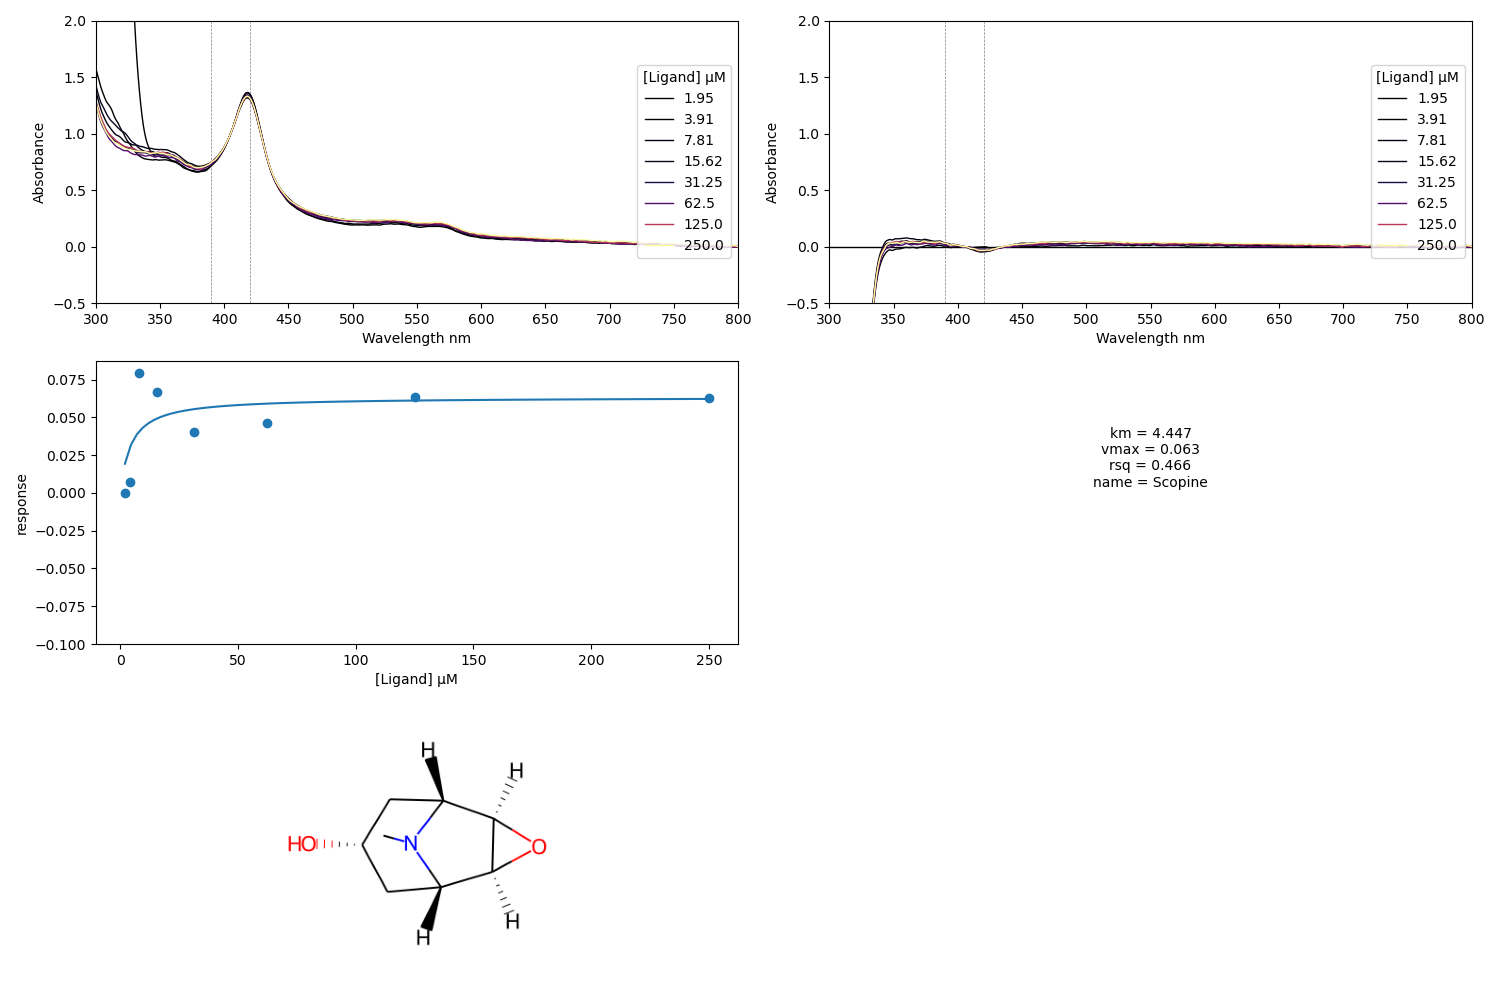 2.0
1.5
1.0
0.5
0.0
−0.5
Absorbance
300 350 400 450 500 550 600 650 700 750 800
Wavelength nm
[Ligand] μM
1.95
3.91
7.81
15.62
31.25
62.5
125.0
250.0
2.0
1.5
1.0
0.5
0.0
−0.5
Absorbance
300 350 400 450 500 550 600 650 700 750 800
Wavelength nm
[Ligand] μM
1.95
3.91
7.81
15.62
31.25
62.5
125.0
250.0
0.075
0.050
0.025
0.000
−0.025
−0.050
−0.075
−0.100
response
0 50 100 150 200 250
[Ligand] μM
km = 4.447
vmax = 0.063
rsq = 0.466
name = Scopine
H
H
HO
N
O
H
H